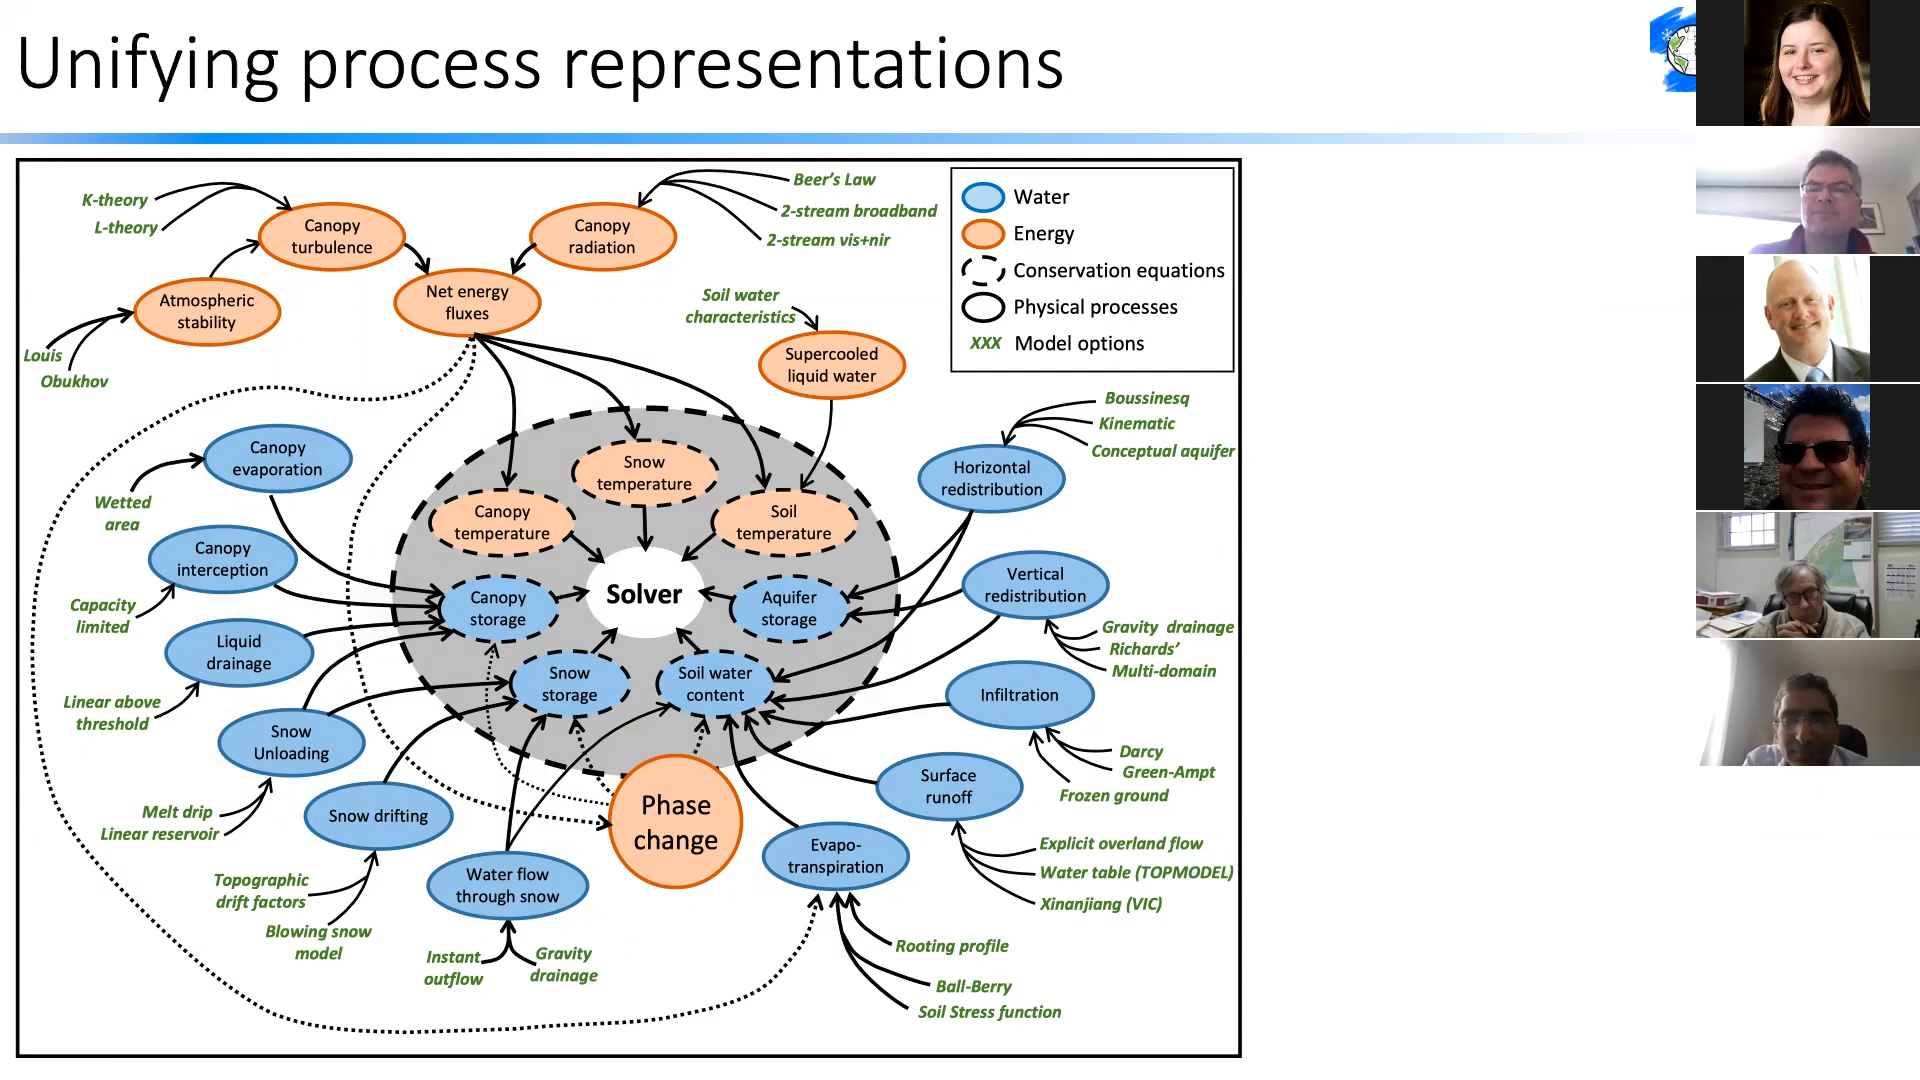 Unifying process representations
K-theory
L-theory
Canopy
turbulence
Canopy
radiation
Beer's Law
2-stream broadband
2-stream vis+nir
Water
Energy
Conservation equations
Physical processes
XXX Model options
Atmospheric
stability
Net energy
fluxes
Louis
Obukhov
Soil water
characteristics
Supercooled
liquid water
Boussinesq
Kinematic
Conceptual aquifer
Canopy
evaporation
Wetted
area
Snow
temperature
Canopy
temperature
Soil
temperature
Horizontal
redistribution
Canopy
interception
Capacity
limited
Canopy
storage
Solver
Aquifer
storage
Vertical
redistribution
Gravity drainage
Richards'
Multi-domain
Liquid
drainage
Linear above
threshold
Snow
storage
Soil water
content
Infiltration
Darcy
Green-Ampt
Frozen ground
Snow
Unloading
Melt drip
Linear reservoir
Snow drifting
Phase
change
Surface
runoff
Explicit overland flow
Water table (TOPMODEL)
Xinanjiang (VIC)
Topographic
drift factors
Blowing snow
model
Water flow
through snow
Instant
outflow
Gravity
drainage
Evapo-
transpiration
Rooting profile
Ball-Berry
Soil Stress function